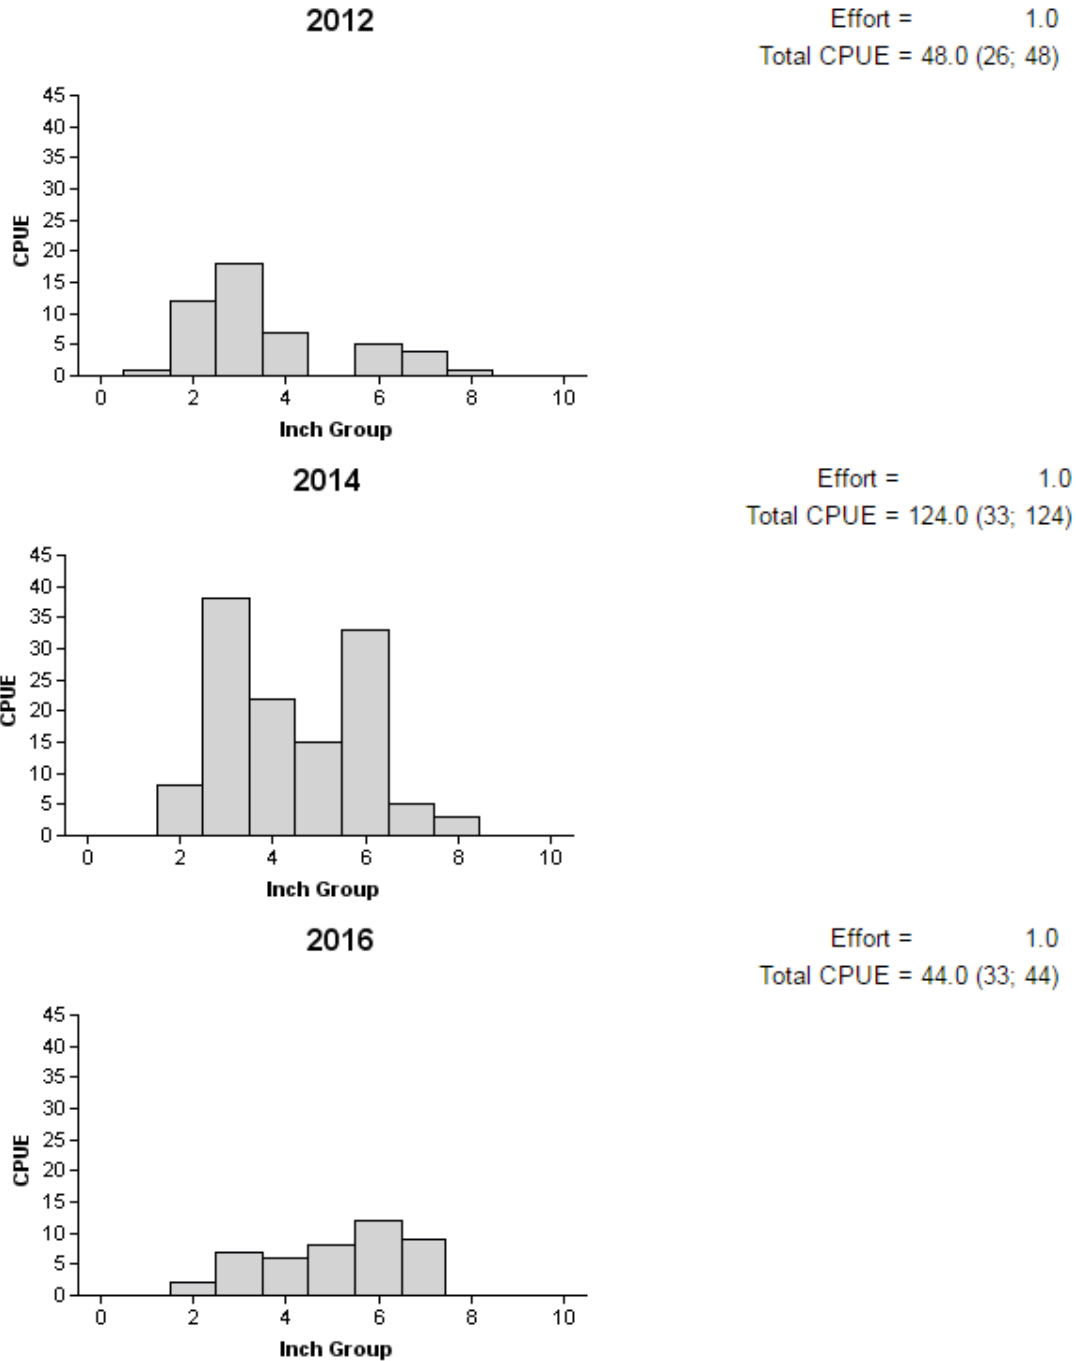 2012
Effort = 1.0
Total CPUE = 48.0 (26; 48)
45
40
35
30
25
20
15
10
5
0
CPUE
0 2 4 6 8 10
Inch Group
2014
Effort = 1.0
Total CPUE = 124.0 (33; 124)
45
40
35
30
25
20
15
10
5
0
CPUE
0 2 4 6 8 10
Inch Group
2016
Effort = 1.0
Total CPUE = 44.0 (33; 44)
45
40
35
30
25
20
15
10
5
0
CPUE
0 2 4 6 8 10
Inch Group